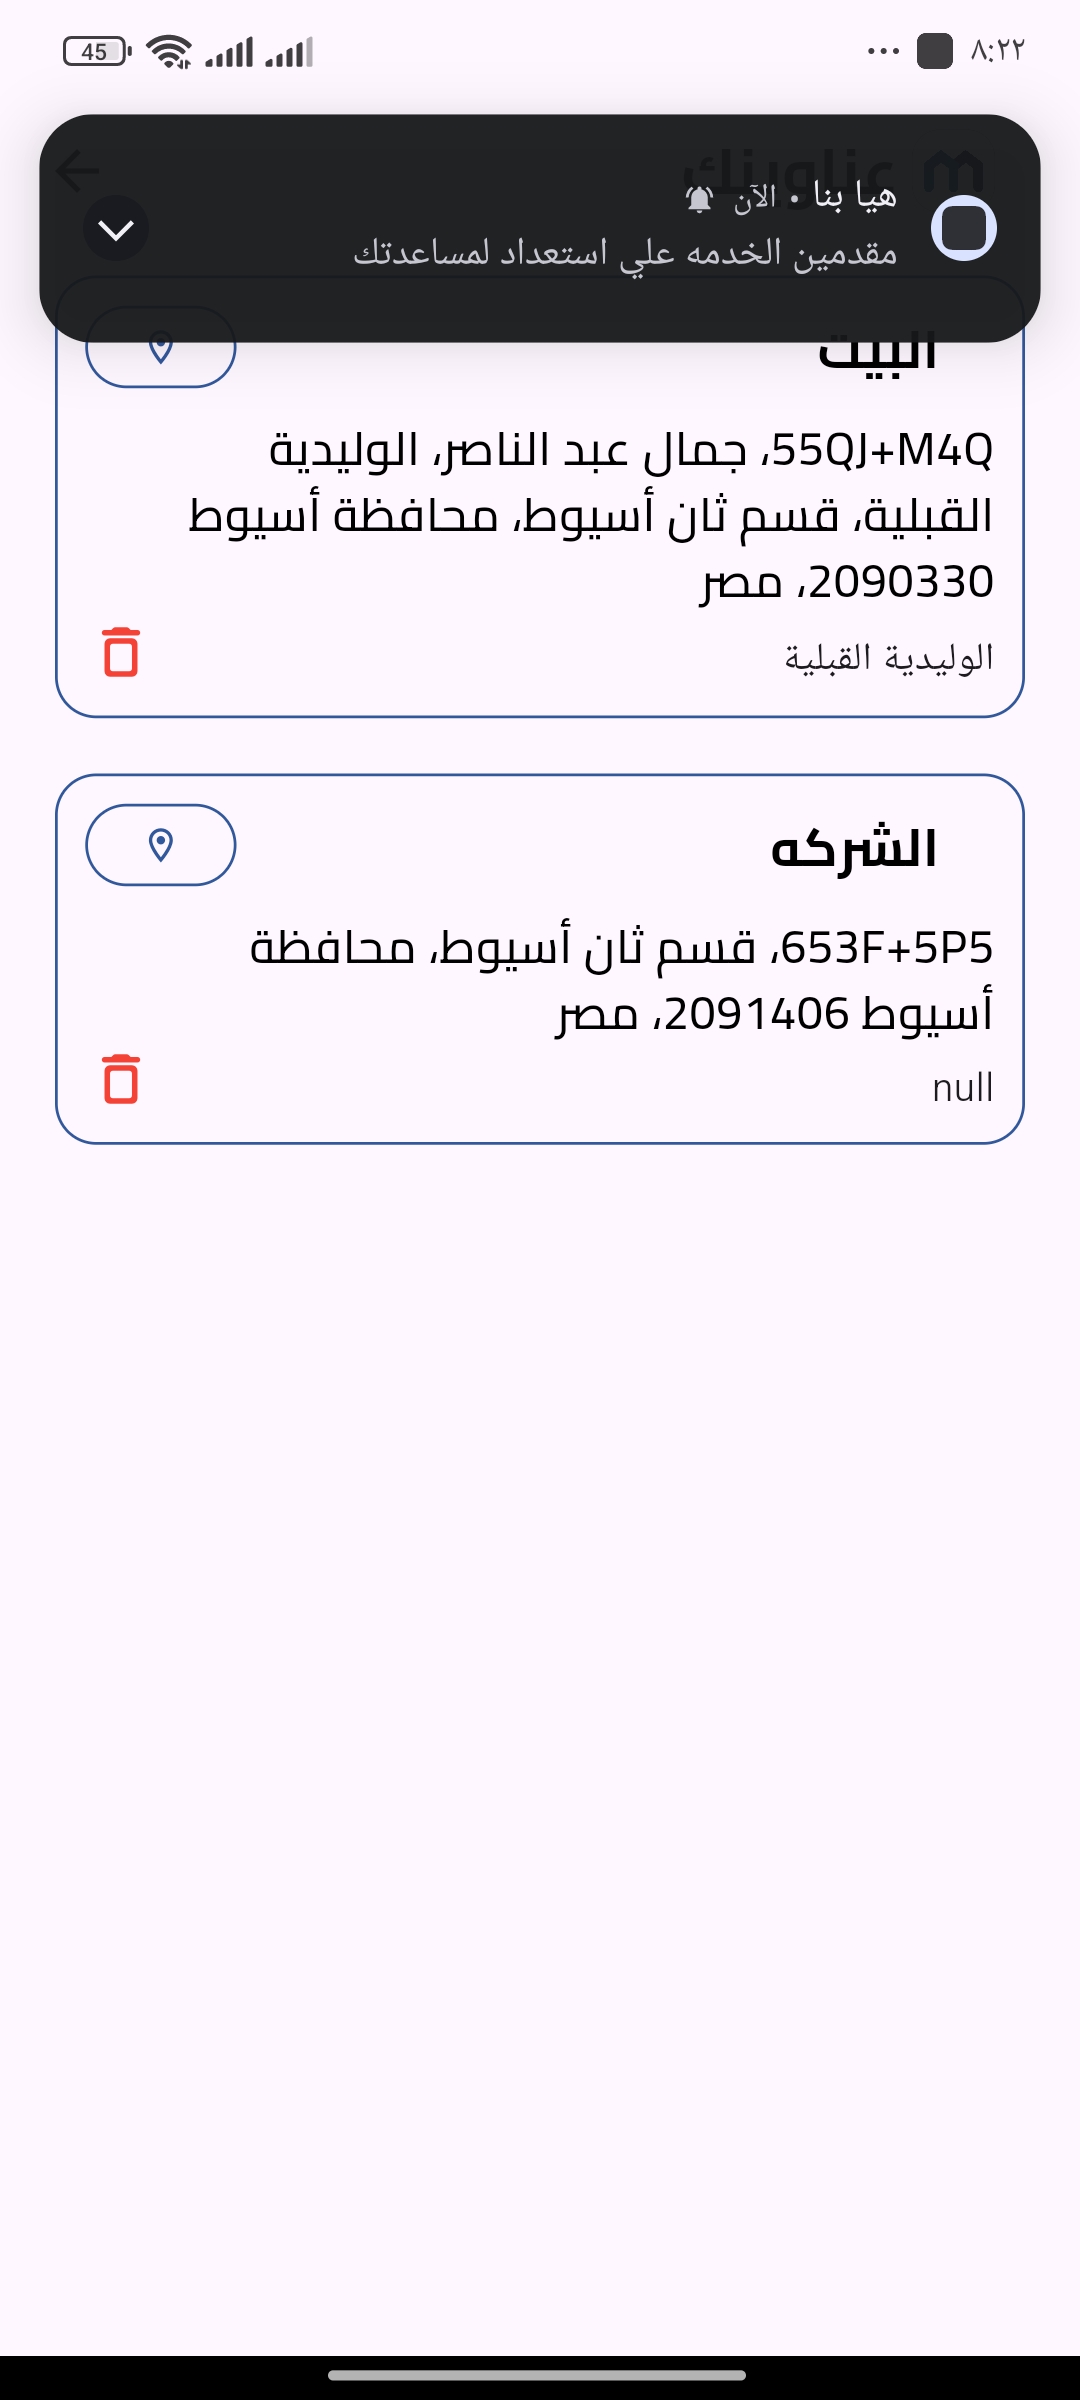 ٨:٢٢
45
عناوينك
هيا بنا • الآن
مقدمين الخدمه علي استعداد لمساعدتك
البيت
55QJ+M4Q، جمال عبد الناصر، الوليدية
القبلية، قسم ثان أسيوط، محافظة أسيوط
2090330، مصر
الوليدية القبلية
الشركه
653F+5P5، قسم ثان أسيوط، محافظة
أسيوط 2091406، مصر
null